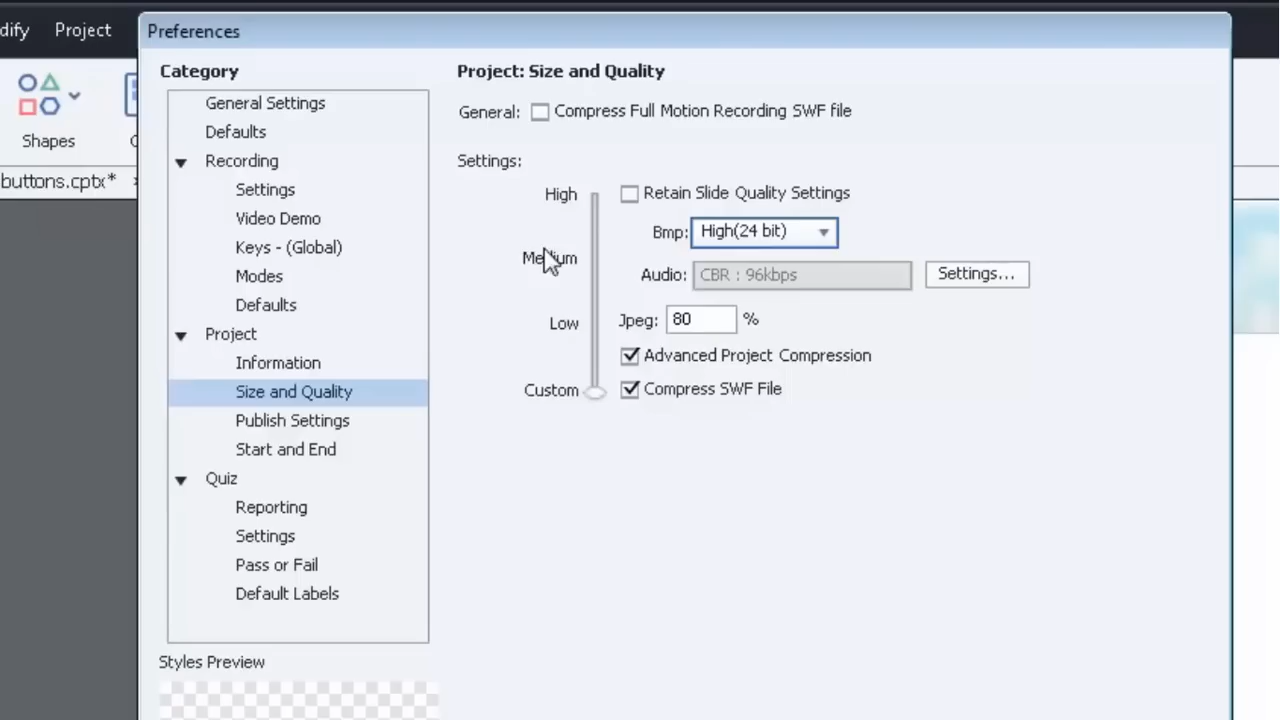 dify Project
Preferences
Shapes
buttons.cptx*
Category
General Settings
Defaults
Recording
Settings
Video Demo
Keys - (Global)
Modes
Defaults
Project
Information
Size and Quality
Publish Settings
Start and End
Quiz
Reporting
Settings
Pass or Fail
Default Labels
Styles Preview
Project: Size and Quality
General: Compress Full Motion Recording SWF file
Settings:
High
Medium
Low
Custom
Retain Slide Quality Settings
Bmp: High(24 bit)
Audio: CBR : 96kbps Settings...
Jpeg: 80 %
Advanced Project Compression
Compress SWF File